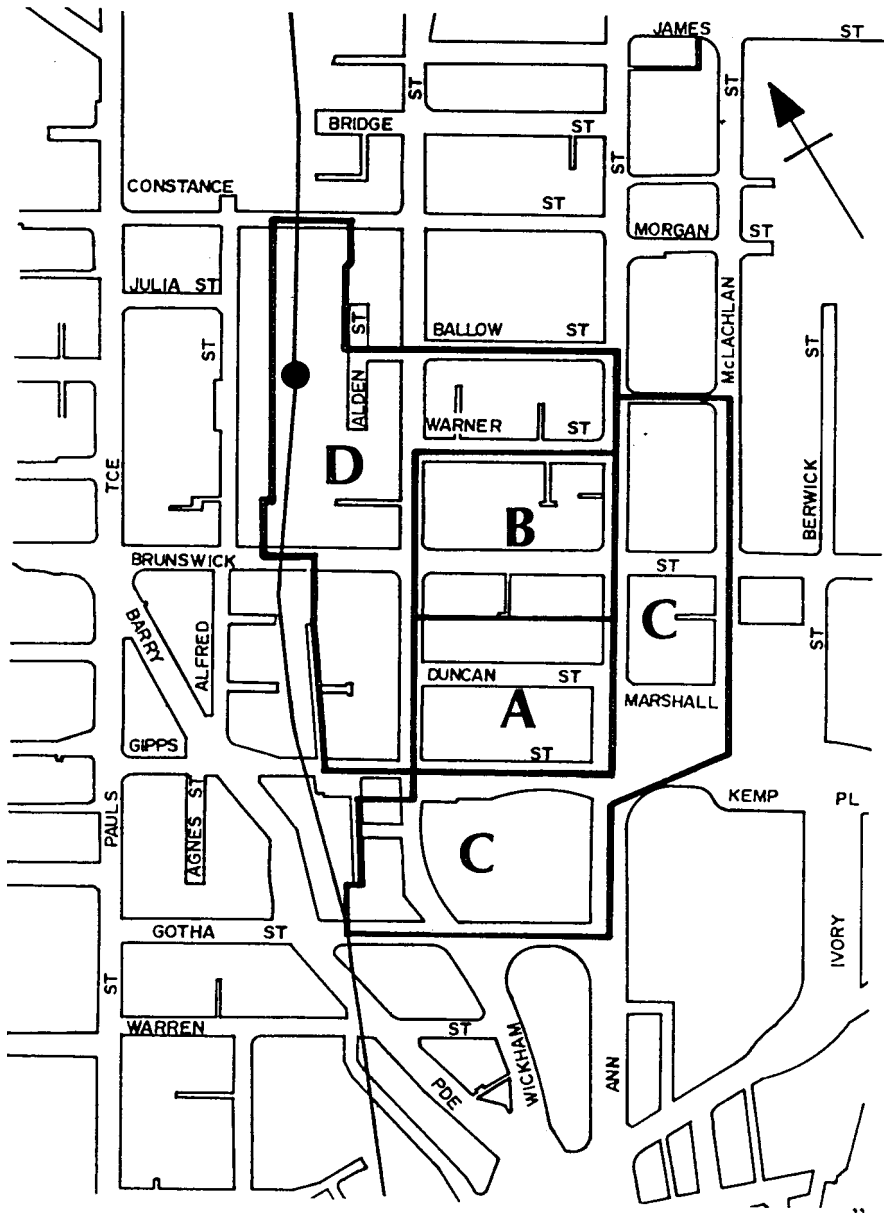 JAMES
ST
ST
ST
BRIDGE
ST
ST
CONSTANCE
ST
MORGAN
ST
JULIA ST
BALLOW
ST
ST
ST
McLACHLAN
ST
ALDEN
WARNER
ST
D
TCE
B
BERWICK
BRUNSWICK
ST
BARRY
ALFRED
C
ST
DUNCAN
ST
A
MARSHALL
GIPPS
ST
PAULS
AGNES ST
KEMP
PL
C
GOTHA
ST
IVORY
ST
WARREN
ST
WICKHAM
PDE
ANN